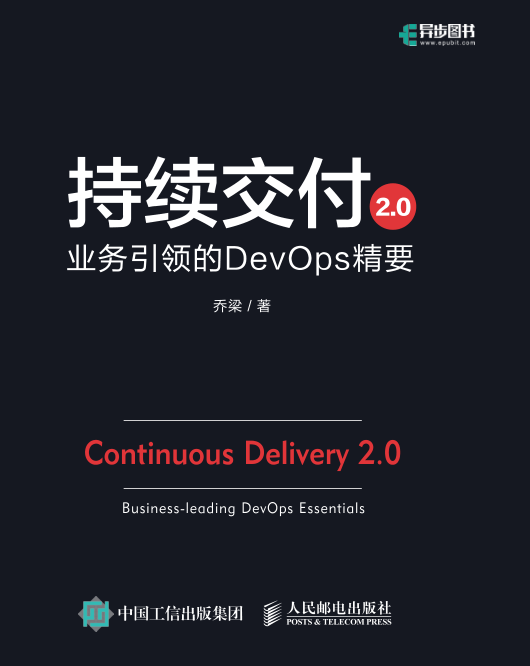 异步图书
www.epubit.com
持续交付 2.0
业务引领的DevOps精要
乔梁 / 著
Continuous Delivery 2.0
Business-leading DevOps Essentials
中国工信出版集团
人民邮电出版社
POSTS & TELECOM PRESS